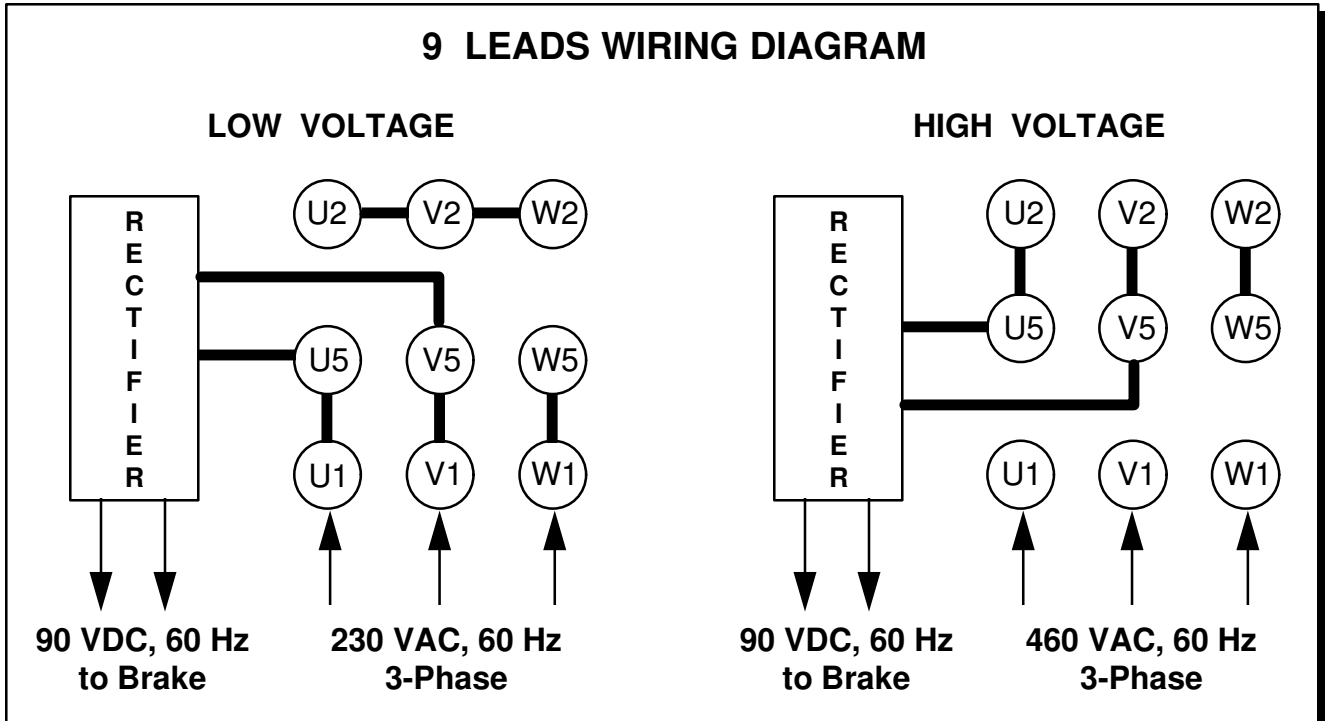 9 LEADS WIRING DIAGRAM
LOW VOLTAGE
RECTIFIER
U2 V2 W2
U5 V5 W5
U1 V1 W1
90 VDC, 60 Hz
to Brake
230 VAC, 60 Hz
3-Phase
HIGH VOLTAGE
RECTIFIER
U2 V2 W2
U5 V5 W5
U1 V1 W1
90 VDC, 60 Hz
to Brake
460 VAC, 60 Hz
3-Phase